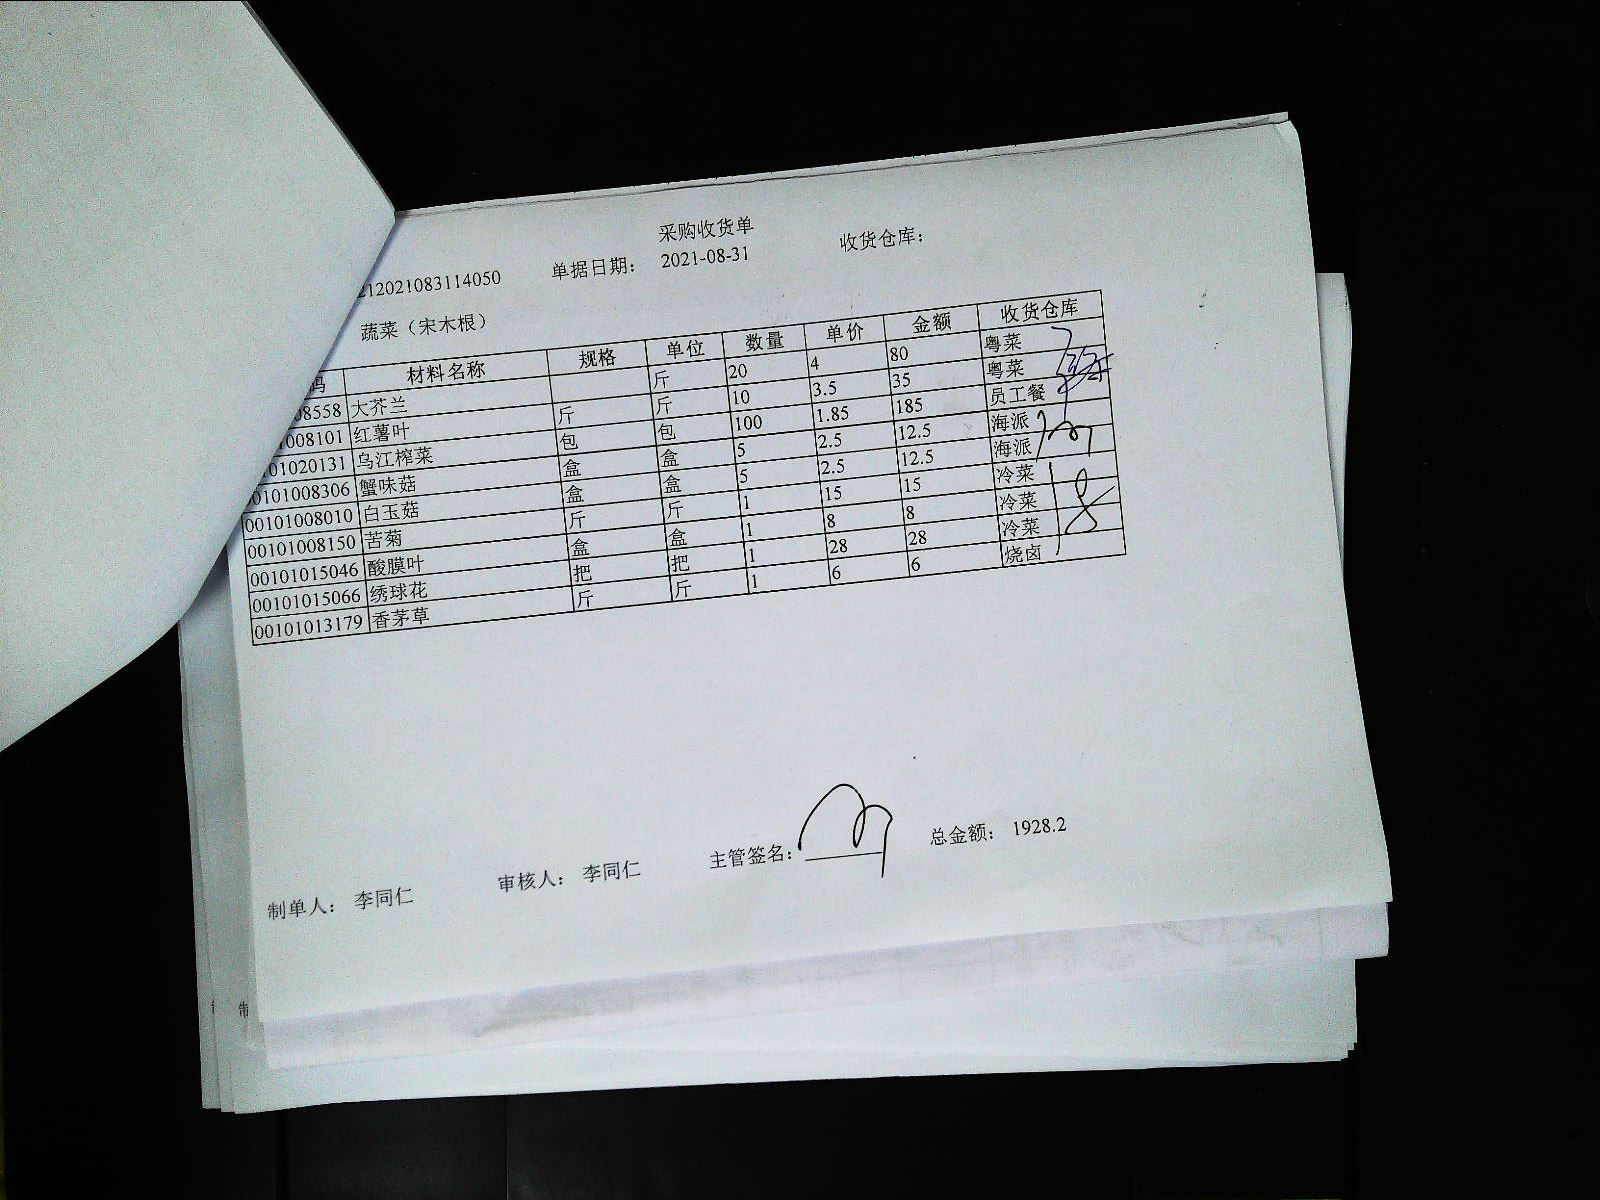 采购收货单
212021083114050 单据日期： 2021-08-31 收货仓库：
蔬菜（宋木根）
码 材料名称 规格 单位 数量 单价 金额 收货仓库
08558 大芥兰 斤 20 4 80 粤菜
1008101 红薯叶 斤 斤 10 3.5 35 粤菜
0101020131 乌江榨菜 包 包 100 1.85 185 员工餐
00101008306 蟹味菇 盒 盒 5 2.5 12.5 海派
00101008010 白玉菇 盒 盒 5 2.5 12.5 海派
00101008150 苦菊 斤 斤 1 15 15 冷菜
00101015046 酸膜叶 盒 盒 1 8 8 冷菜
00101015066 绣球花 把 把 1 28 28 冷菜
00101013179 香茅草 斤 斤 1 6 6 烧卤
制单人： 李同仁 审核人： 李同仁 主管签名： 总金额： 1928.2
制